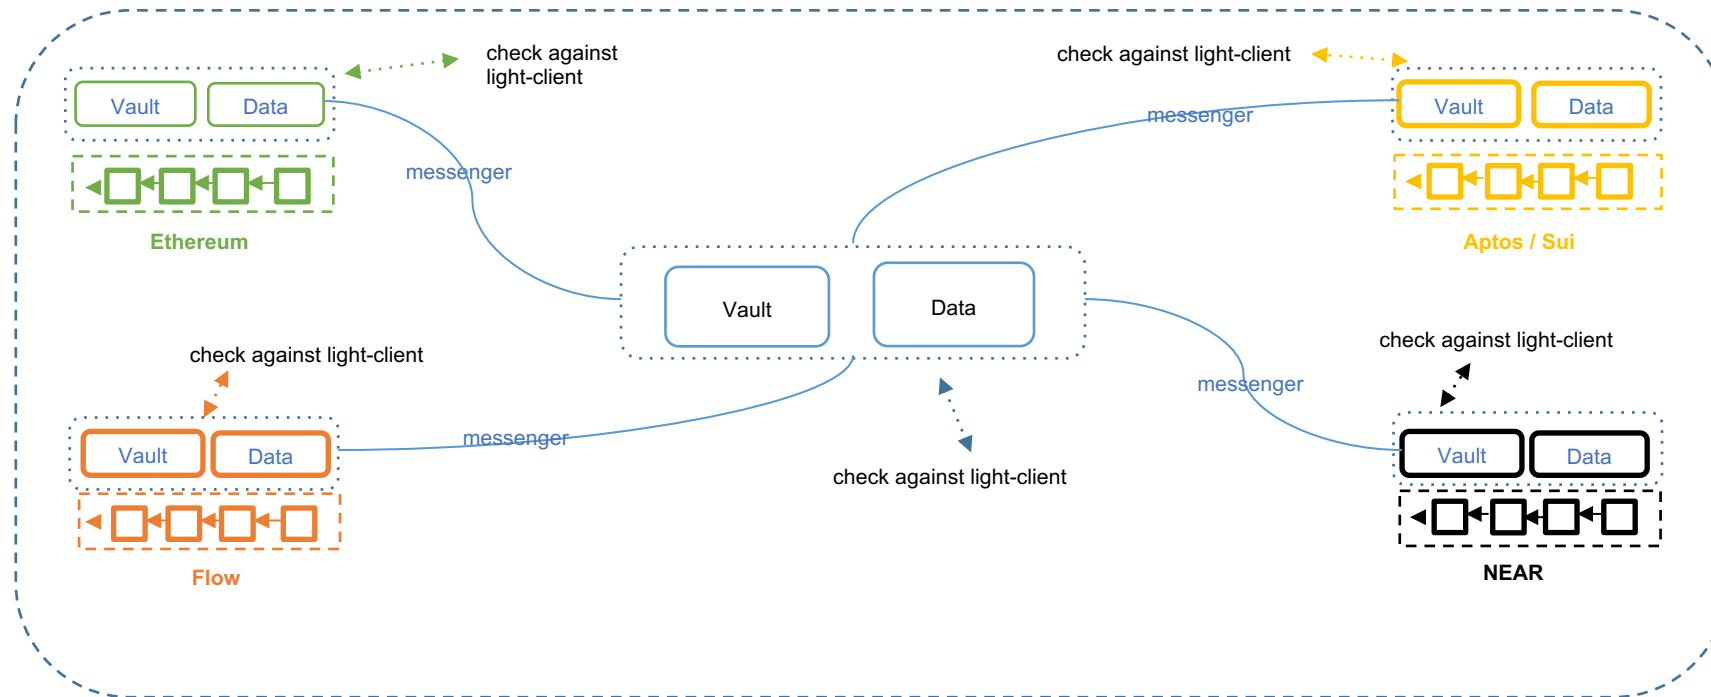 check against
light-client
Vault
Data
messenger
Ethereum
check against light-client
messenger
Vault
Data
Aptos / Sui
Vault
Data
check against light-client
Vault
Data
messenger
Flow
check against light-client
messenger
check against light-client
Vault
Data
NEAR